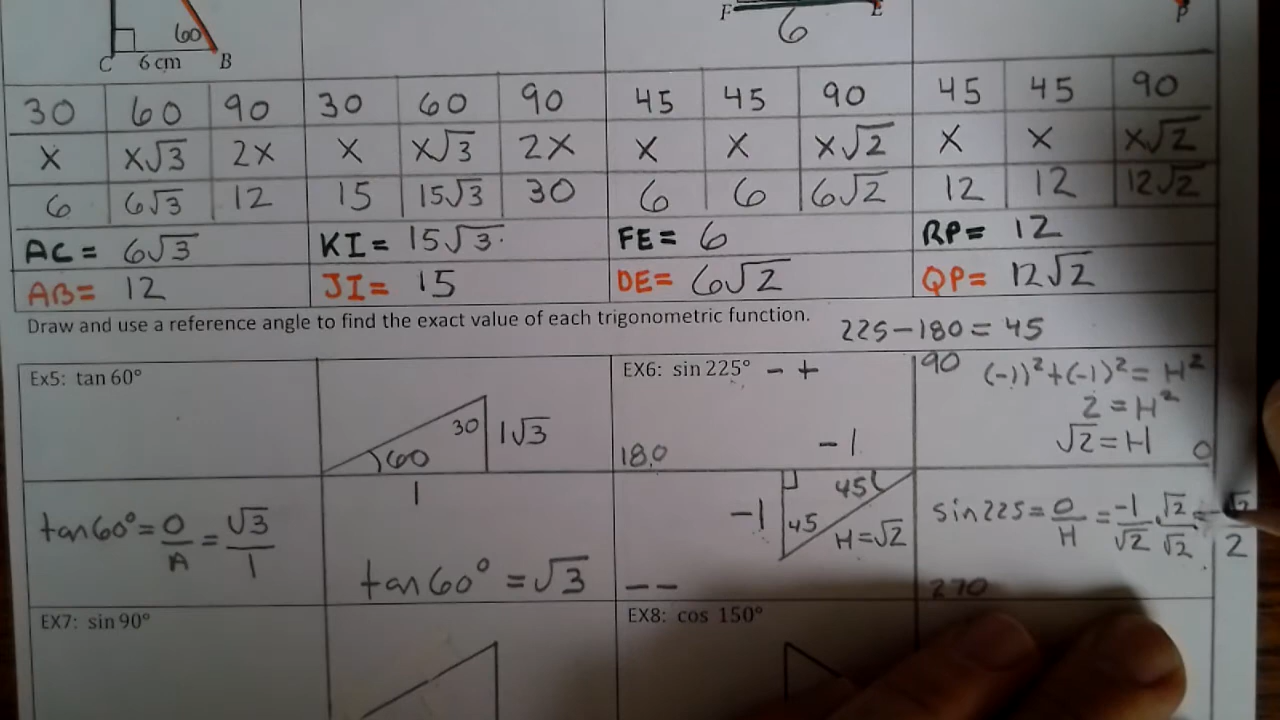 60
C 6 cm B
F E
6
P
30 60 90 30 60 90 45 45 90 45 45 90
x x√3 2x x x√3 2x x x x√2 x x x√2
6 6√3 12 15 15√3 30 6 6 6√2 12 12 12√2
AC = 6√3 KI = 15√3 FE = 6 RP = 12
AB = 12 JI = 15 DE = 6√2 QP = 12√2
Draw and use a reference angle to find the exact value of each trigonometric function. 225-180 = 45
Ex5: tan 60°
30 1√3
60
1
tan60° = O/A = √3/1
tan60° = √3
EX6: sin 225° - +
180
-1
-1 45 45
H=√2
- -
90 (-1)² + (-1)² = H²
2 = H²
√2 = H 0
sin225 = O/H = -1/√2 √2/√2 = -√2/2
270
EX7: sin 90°
EX8: cos 150°